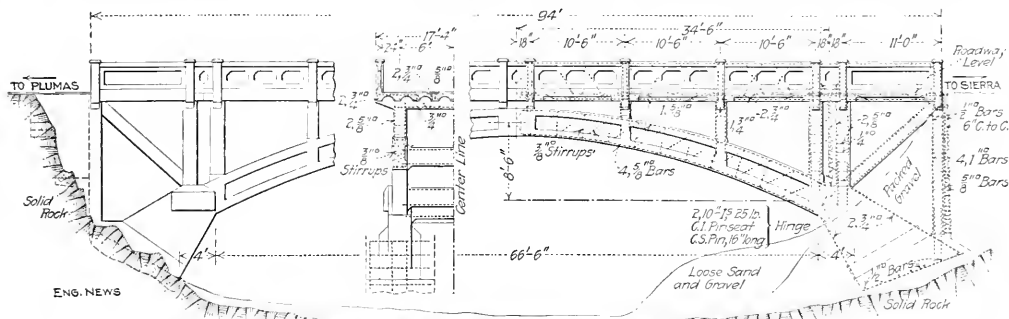 94'
17'-4"
34'-6"
2'-4" 6'
18" 10'-6" 10'-6" 10'-6" 18" 18" 11'-0"
Roadway
Level
TO PLUMAS
TO SIERRA
2, 3/4"
2, 3/4"
2, 5/8"
3/8"
Stirrups
Center Line
1, 5/8"
1, 3/4"
2, 3/4"
2, 5/8"
1/2" Bars
6" C. to C.
4, 1" Bars
5/8" Bars
3/8" Stirrups
4, 5/8" Bars
8'-6"
Packed
Gravel
Solid
Rock
2, 10"-I's 25 lb.
C.I. Pin seat
C.S. Pin, 16" long
Hinge
2, 3/4"
4'
66'-6"
4'
Loose Sand
and Gravel
1/2" Bars
Solid Rock
ENG. NEWS